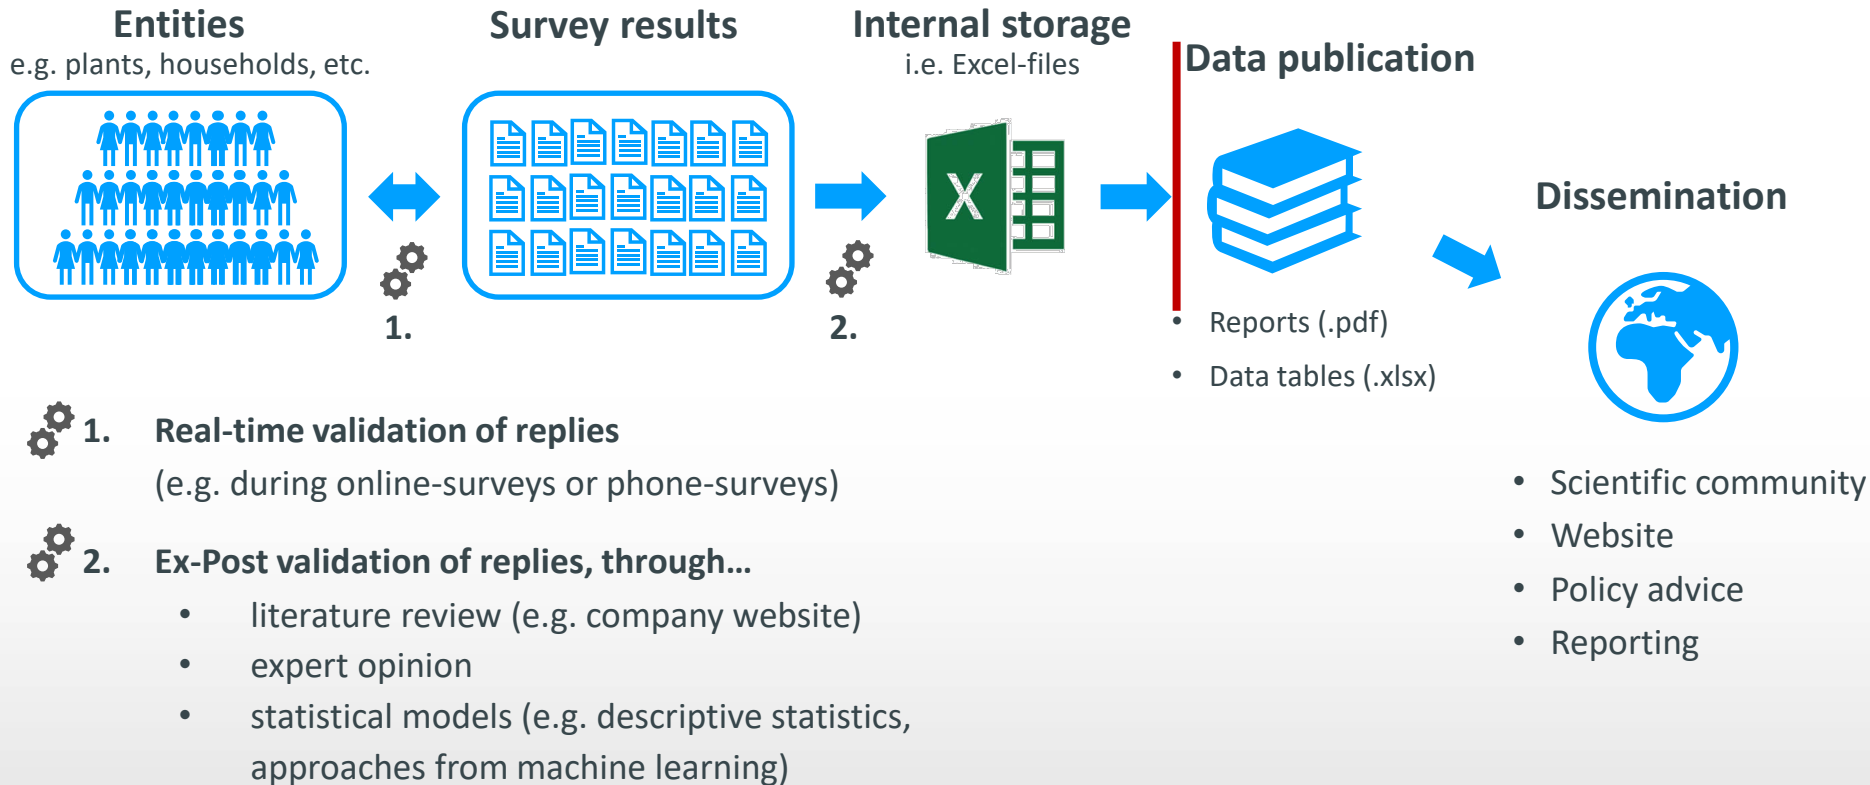 Entities
e.g. plants, households, etc.
Survey results
Internal storage
i.e. Excel-files
Data publication
Dissemination
X
1.
2.
• Reports (.pdf)
• Data tables (.xlsx)
1. Real-time validation of replies
(e.g. during online-surveys or phone-surveys)
2. Ex-Post validation of replies, through…
• literature review (e.g. company website)
• expert opinion
• statistical models (e.g. descriptive statistics,
approaches from machine learning)
• Scientific community
• Website
• Policy advice
• Reporting